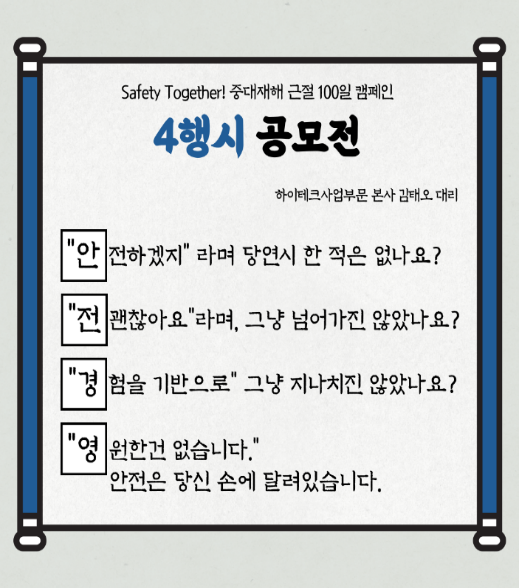 Safety Together! 중대재해 근절 100일 캠페인
4행시 공모전
하이테크사업부문 본사 김태오 대리
"안전하겠지" 라며 당연시 한 적은 없나요?
"전 괜찮아요"라며, 그냥 넘어가진 않았나요?
"경험을 기반으로" 그냥 지나치진 않았나요?
"영원한건 없습니다."
안전은 당신 손에 달려있습니다.